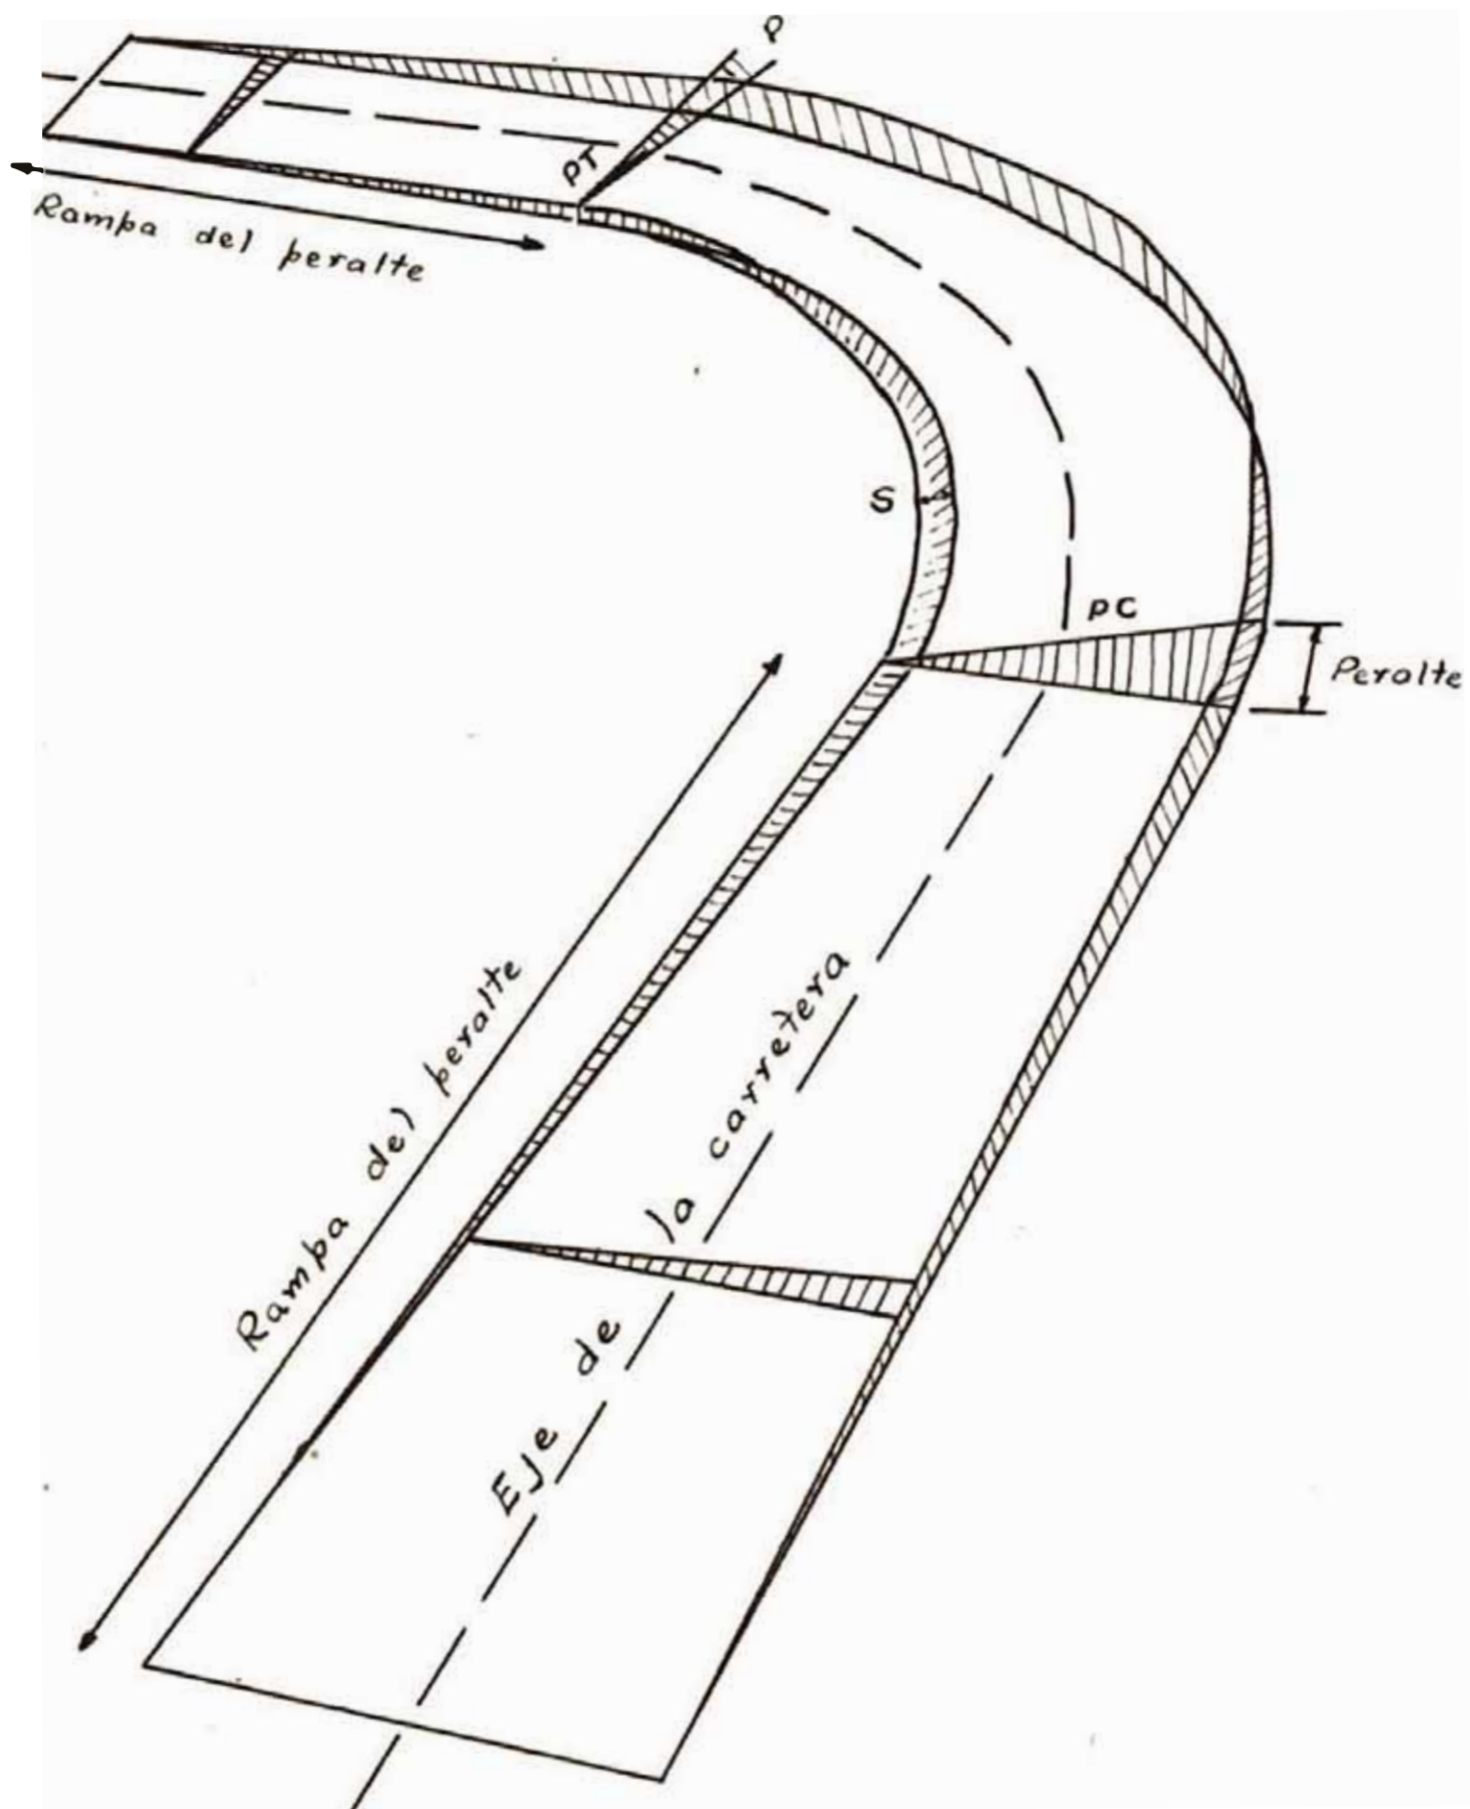 P
PT
Rampa del peralte
S
PC
Peralte
Rampa del peralte
Eje de la carretera